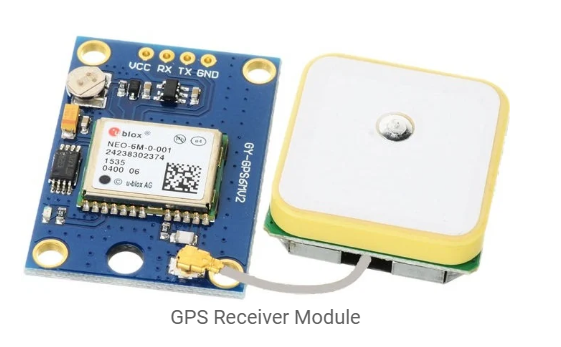 VCC RX TX GND
u blox®
NEO-6M-0-001
24238302374
1535
0400 06
© u-blox AG
GY-GPS6MV2
GPS Receiver Module